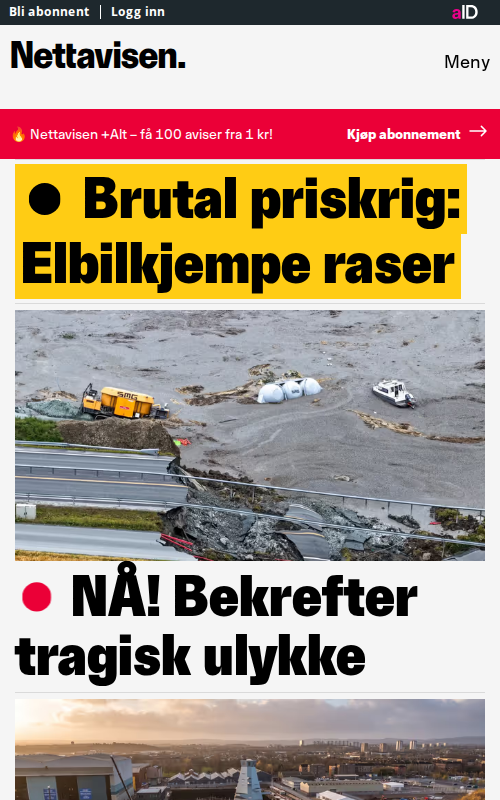 Bli abonnent
Logg inn
aID
Nettavisen.
Meny
🔥 Nettavisen +Alt – få 100 aviser fra 1 kr!
Kjøp abonnement →
● Brutal priskrig:
Elbilkjempe raser
SMG
NÅ! Bekrefter
tragisk ulykke